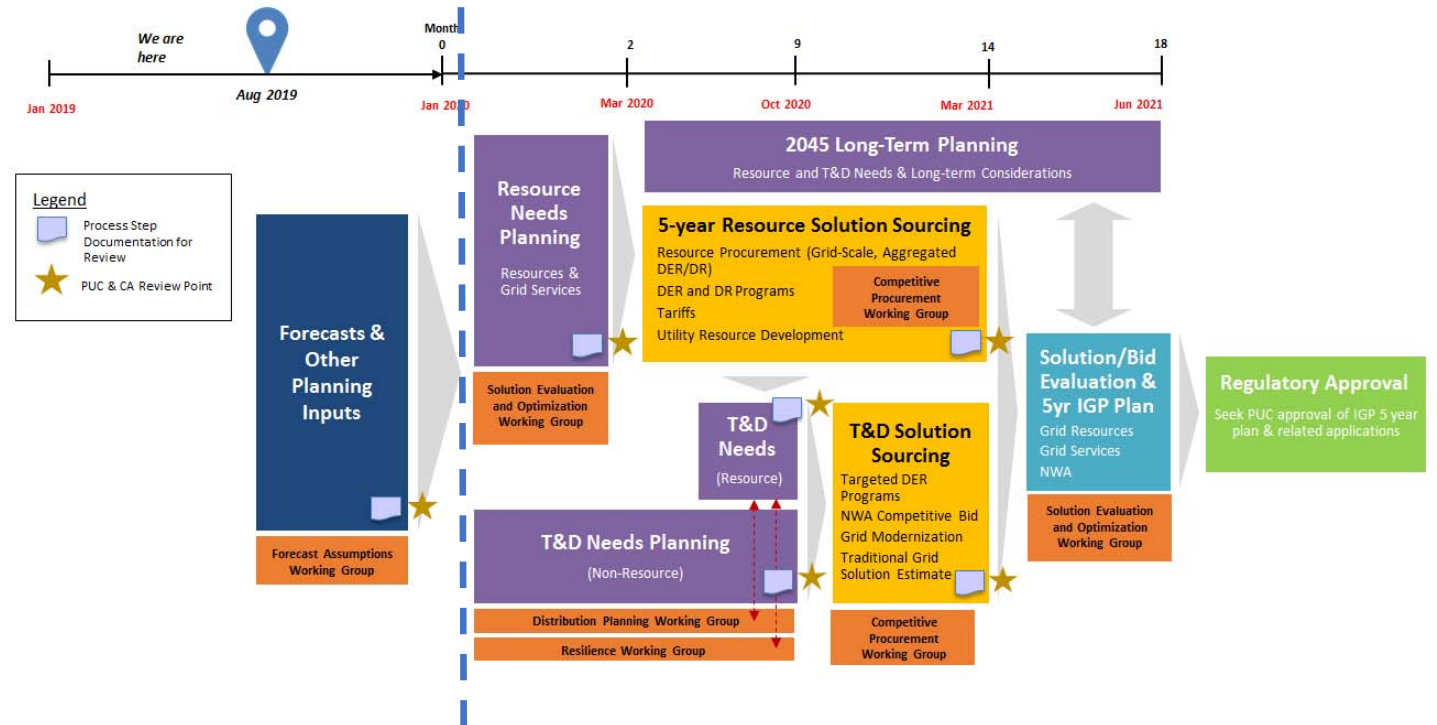 We are
here
Month
0
2
9
14
18
Jan 2019
Aug 2019
Jan 2020
Mar 2020
Oct 2020
Mar 2021
Jun 2021
Legend
Process Step
Documentation for
Review
PUC & CA Review Point
Forecasts &
Other
Planning
Inputs
Forecast Assumptions
Working Group
Resource
Needs
Planning
Resources &
Grid Services
Solution Evaluation
and Optimization
Working Group
2045 Long-Term Planning
Resource and T&D Needs & Long-term Considerations
5-year Resource Solution Sourcing
Resource Procurement (Grid-Scale, Aggregated
DER/DR)
DER and DR Programs
Tariffs
Utility Resource Development
Competitive
Procurement
Working Group
T&D
Needs
(Resource)
T&D Needs Planning
(Non-Resource)
Distribution Planning Working Group
Resilience Working Group
T&D Solution
Sourcing
Targeted DER
Programs
NWA Competitive Bid
Grid Modernization
Traditional Grid
Solution Estimate
Competitive
Procurement
Working Group
Solution/Bid
Evaluation &
5yr IGP Plan
Grid Resources
Grid Services
NWA
Solution Evaluation
and Optimization
Working Group
Regulatory Approval
Seek PUC approval of IGP 5 year
plan & related applications